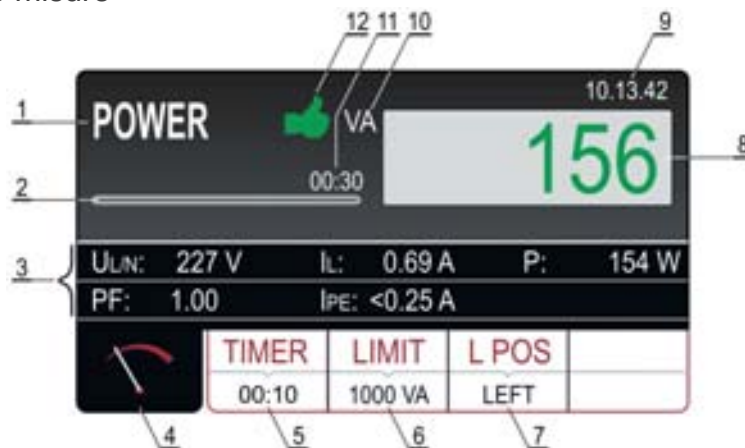 misure
12 11 10 9
10.13.42
1 POWER VA 156 8
00:30
2
3 UL/N: 227 V IL: 0.69 A P: 154 W
PF: 1.00 IPE: <0.25 A
TIMER LIMIT L POS
00:10 1000 VA LEFT
4 5 6 7